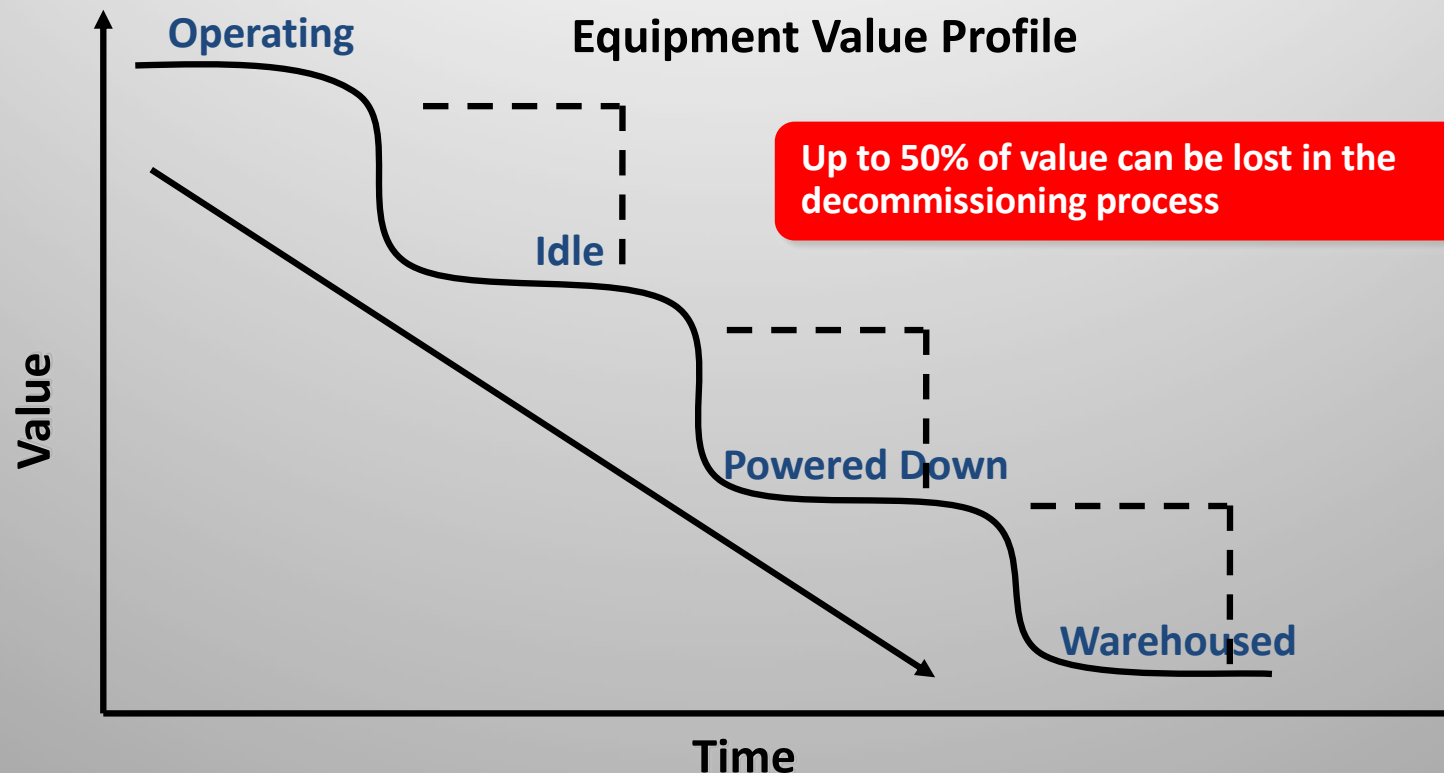 Operating
Equipment Value Profile
Up to 50% of value can be lost in the
decommissioning process
Idle
Value
Powered Down
Warehoused
Time